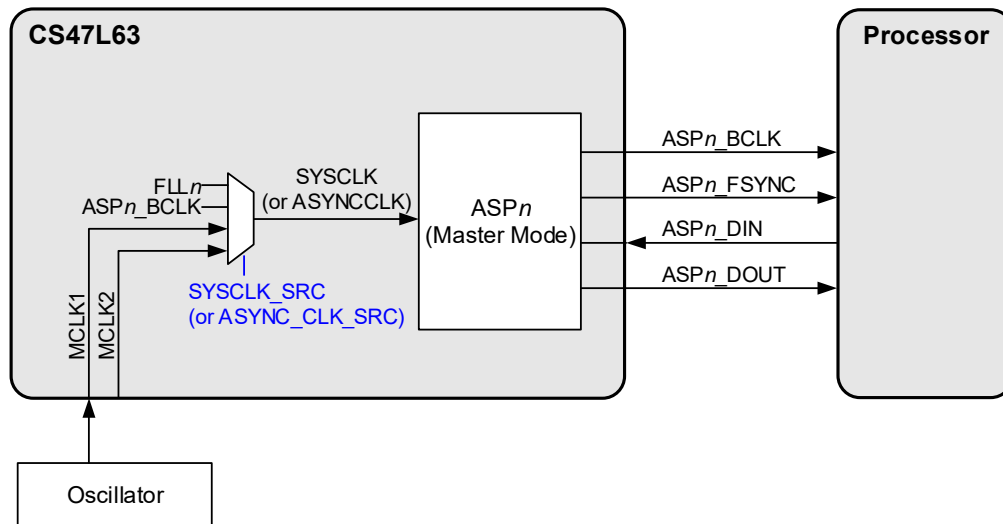 CS47L63
Processor
ASPn_BCLK
FLLn
SYSCLK
(or ASYNCCLK)
ASPn_FSYNC
ASPn_BCLK
ASPn
(Master Mode)
ASPn_DIN
ASPn_DOUT
SYSCLK_SRC
(or ASYNC_CLK_SRC)
MCLK1
MCLK2
Oscillator